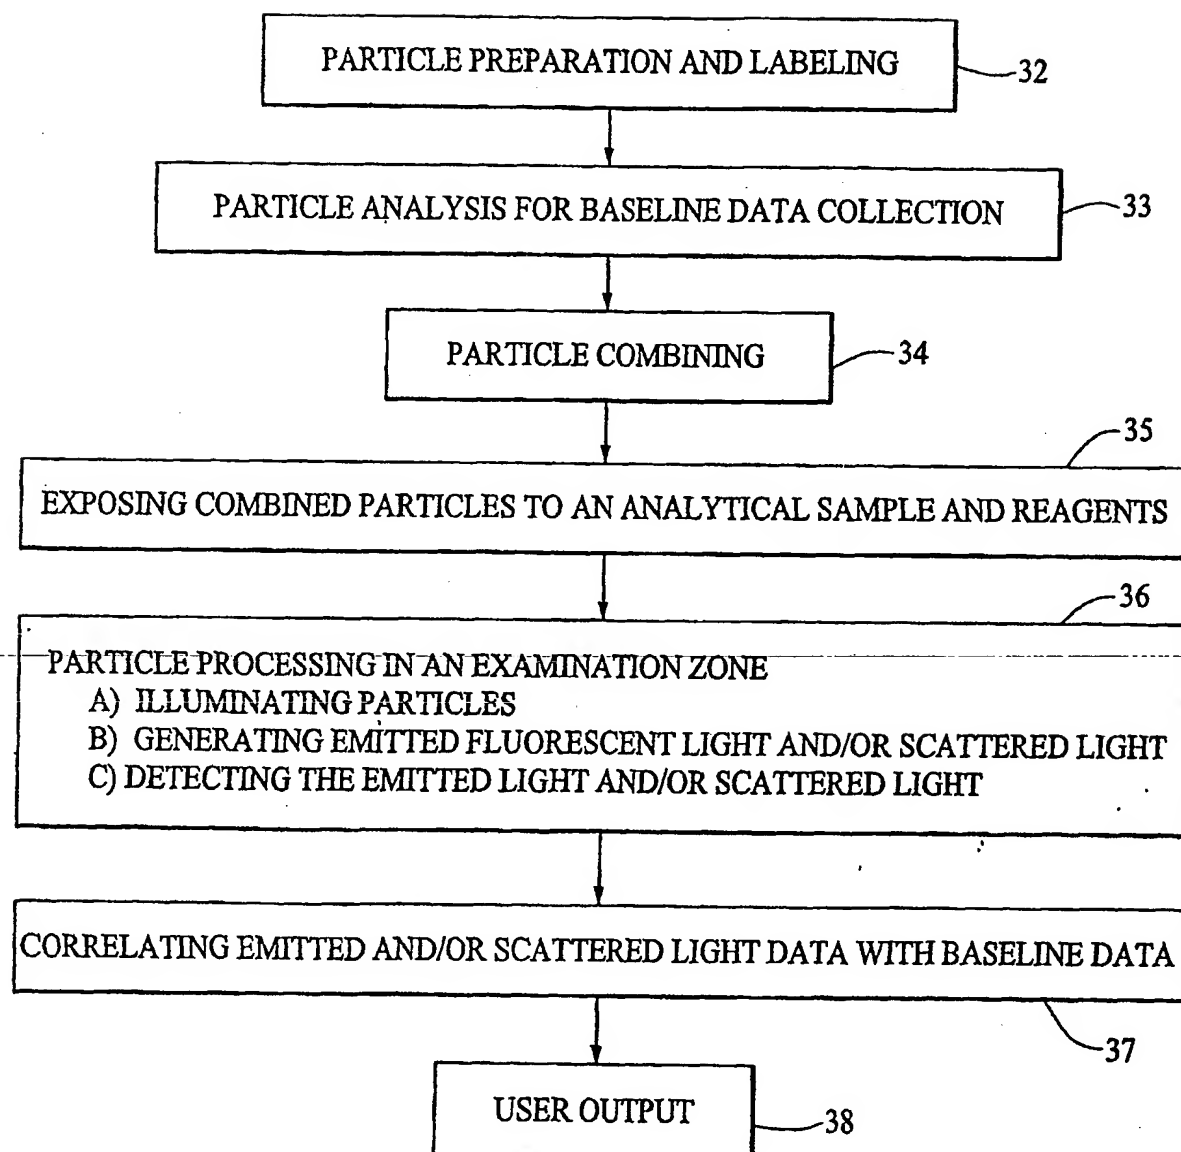 PARTICLE PREPARATION AND LABELING
32
PARTICLE ANALYSIS FOR BASELINE DATA COLLECTION
33
PARTICLE COMBINING
34
35
EXPOSING COMBINED PARTICLES TO AN ANALYTICAL SAMPLE AND REAGENTS
36
PARTICLE PROCESSING IN AN EXAMINATION ZONE
A) ILLUMINATING PARTICLES
B) GENERATING EMITTED FLUORESCENT LIGHT AND/OR SCATTERED LIGHT
C) DETECTING THE EMITTED LIGHT AND/OR SCATTERED LIGHT
CORRELATING EMITTED AND/OR SCATTERED LIGHT DATA WITH BASELINE DATA
37
USER OUTPUT
38